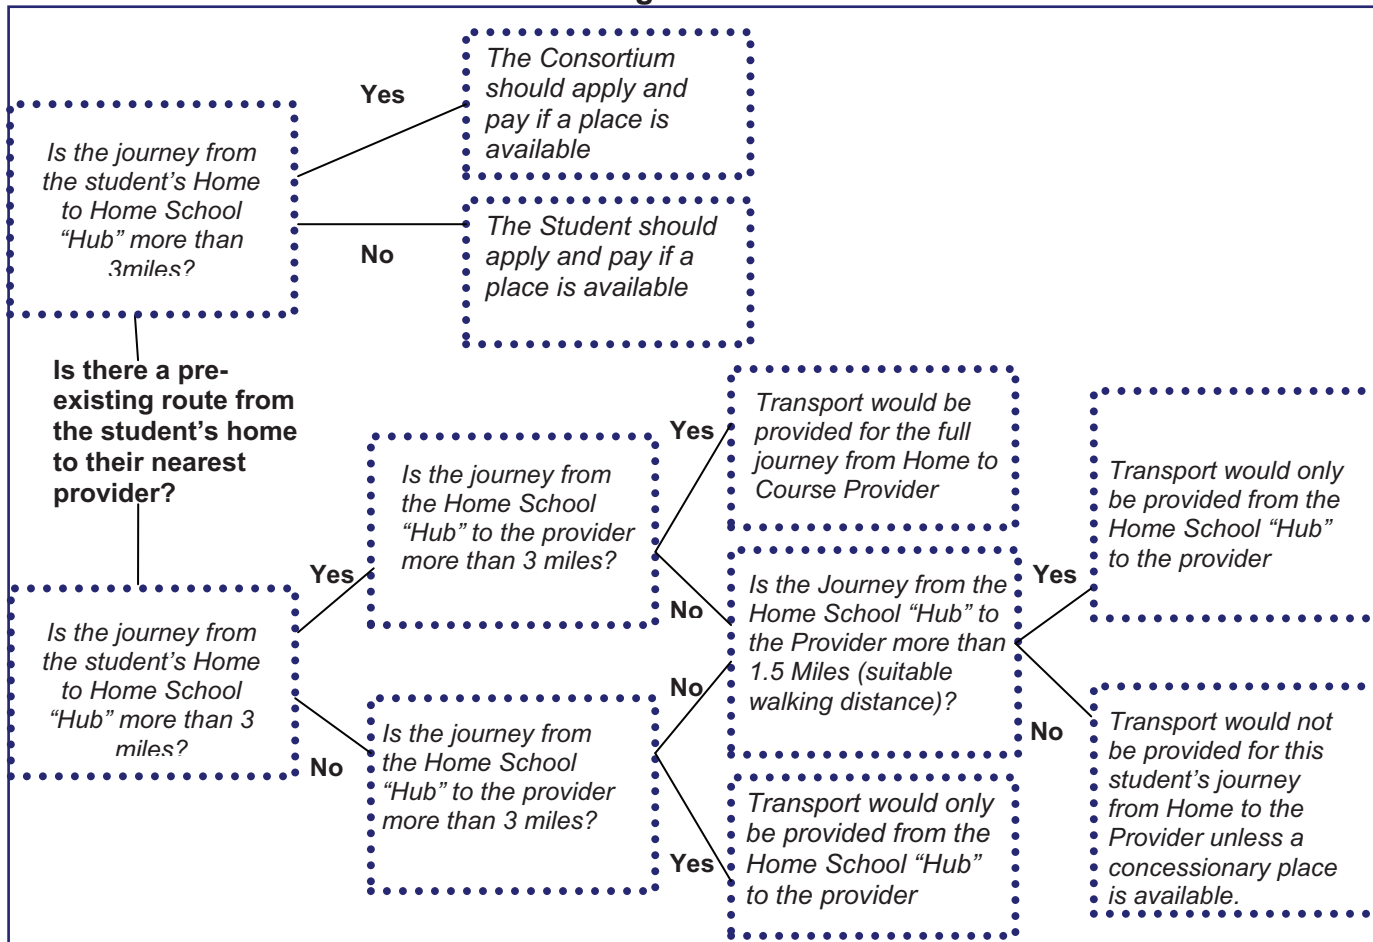 Yes
The Consortium
should apply and
pay if a place is
available
Is the journey from
the student's Home
to Home School
"Hub" more than
3miles?
No
The Student should
apply and pay if a
place is available
Is there a pre-
existing route from
the student's home
to their nearest
provider?
Is the journey from
the student's Home
to Home School
"Hub" more than 3
miles?
Yes
Is the journey from
the Home School
"Hub" to the provider
more than 3 miles?
No
Is the journey from
the Home School
"Hub" to the provider
more than 3 miles?
Yes
Transport would be
provided for the full
journey from Home to
Course Provider
No
Is the Journey from the
Home School "Hub" to
the Provider more than
1.5 Miles (suitable
walking distance)?
No
Yes
Transport would only
be provided from the
Home School "Hub"
to the provider
Yes
Transport would only
be provided from the
Home School "Hub"
to the provider
No
Transport would not
be provided for this
student's journey
from Home to the
Provider unless a
concessionary place
is available.